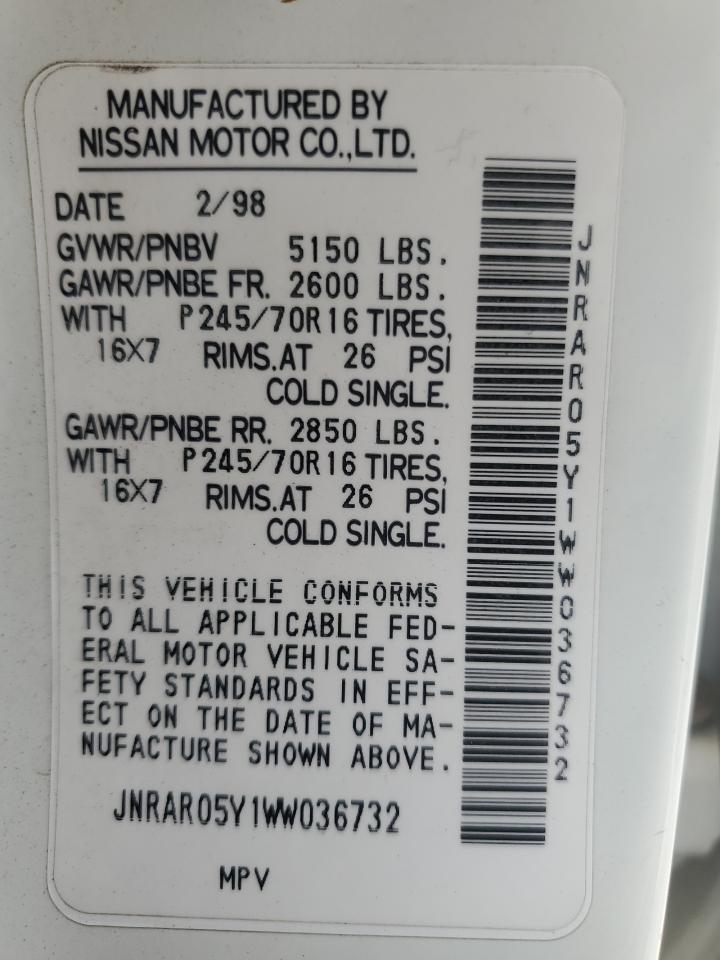 MANUFACTURED BY
NISSAN MOTOR CO.,LTD.
DATE 2/98
GVWR/PNBV 5150 LBS.
GAWR/PNBE FR. 2600 LBS.
WITH P245/70R16 TIRES,
16X7 RIMS.AT 26 PSI
COLD SINGLE.
GAWR/PNBE RR. 2850 LBS.
WITH P245/70R16 TIRES,
16X7 RIMS.AT 26 PSI
COLD SINGLE.
THIS VEHICLE CONFORMS
TO ALL APPLICABLE FED-
ERAL MOTOR VEHICLE SA-
FETY STANDARDS IN EFF-
ECT ON THE DATE OF MA-
NUFACTURE SHOWN ABOVE.
JNRAR05Y1WW036732
MPV
JNRAR05Y1WW036732